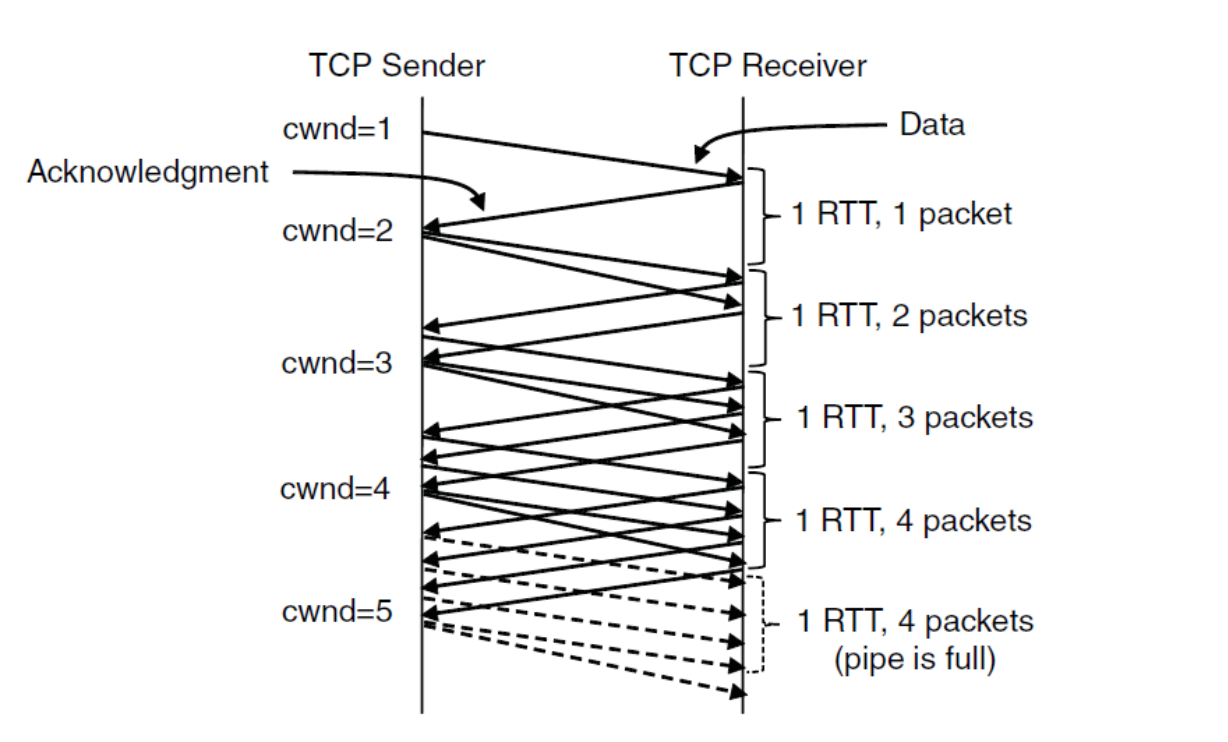 TCP Sender
TCP Receiver
cwnd=1
Data
Acknowledgment
1 RTT, 1 packet
cwnd=2
1 RTT, 2 packets
cwnd=3
1 RTT, 3 packets
cwnd=4
1 RTT, 4 packets
cwnd=5
1 RTT, 4 packets
(pipe is full)